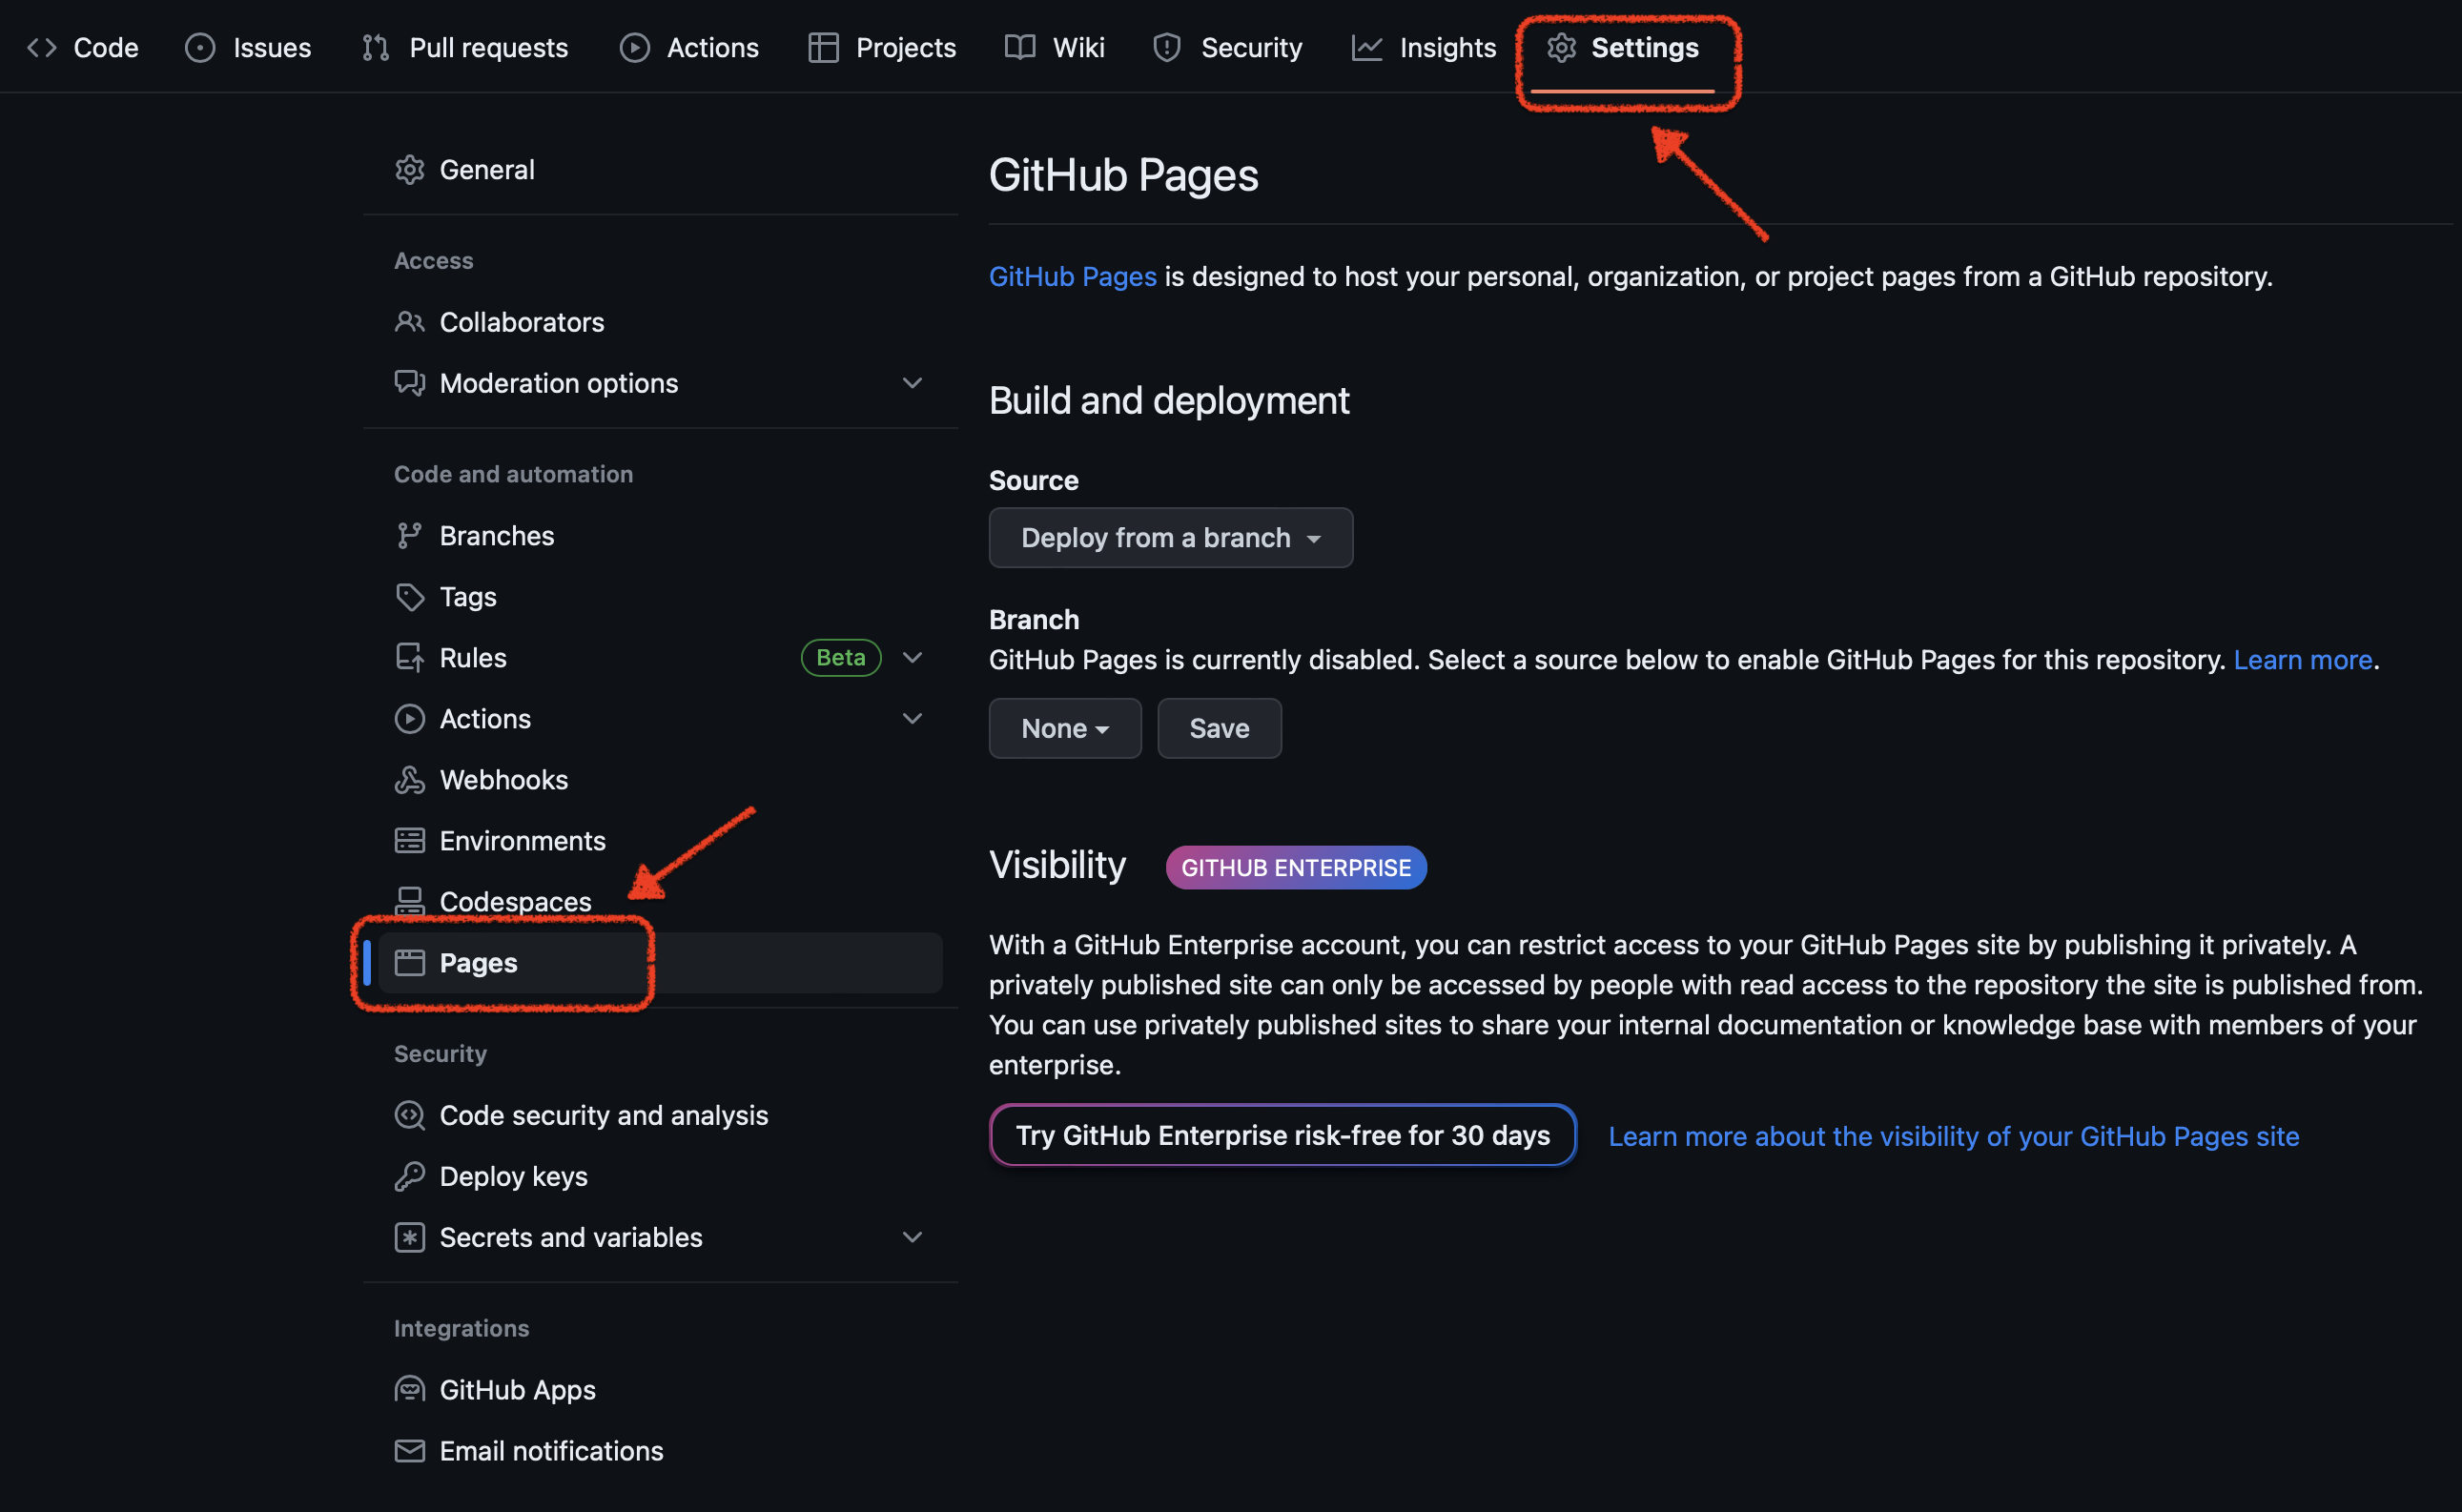 Code
Issues
Pull requests
Actions
Projects
Wiki
Security
Insights
Settings
General
Access
Collaborators
Moderation options
Code and automation
Branches
Tags
Rules
Beta
Actions
Webhooks
Environments
Codespaces
Pages
Security
Code security and analysis
Deploy keys
Secrets and variables
Integrations
GitHub Apps
Email notifications
GitHub Pages
GitHub Pages is designed to host your personal, organization, or project pages from a GitHub repository.
Build and deployment
Source
Deploy from a branch
Branch
GitHub Pages is currently disabled. Select a source below to enable GitHub Pages for this repository. Learn more.
None
Save
Visibility
GITHUB ENTERPRISE
With a GitHub Enterprise account, you can restrict access to your GitHub Pages site by publishing it privately. A
privately published site can only be accessed by people with read access to the repository the site is published from.
You can use privately published sites to share your internal documentation or knowledge base with members of your
enterprise.
Try GitHub Enterprise risk-free for 30 days
Learn more about the visibility of your GitHub Pages site